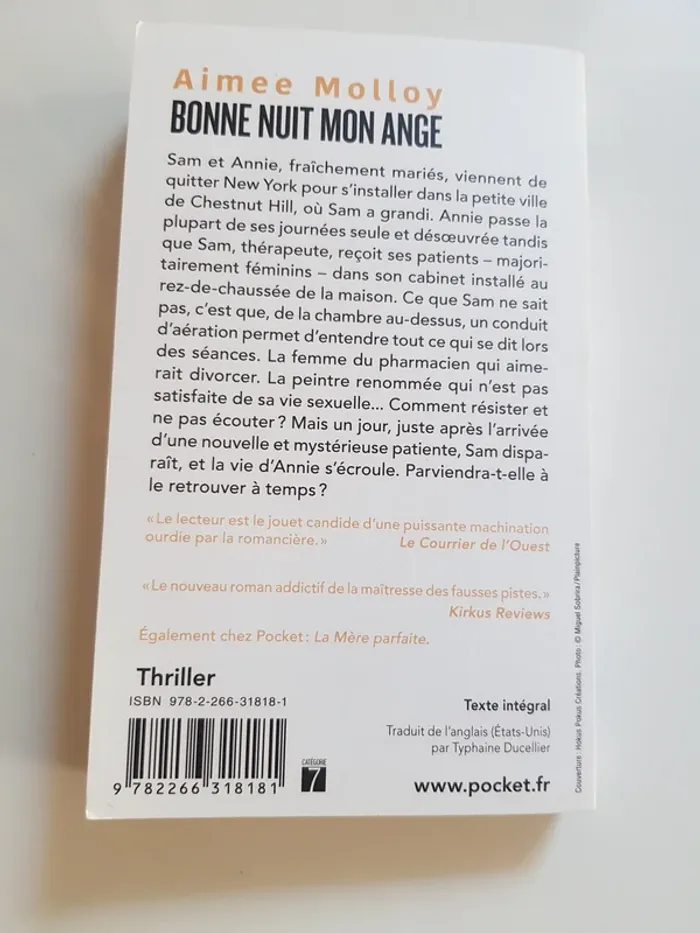 Aimee Molloy
BONNE NUIT MON ANGE
Sam et Annie, fraîchement mariés, viennent de
quitter New York pour s'installer dans la petite ville
de Chestnut Hill, où Sam a grandi. Annie passe la
plupart de ses journées seule et désœuvrée tandis
que Sam, thérapeute, reçoit ses patients – majori-
tairement féminins – dans son cabinet installé au
rez-de-chaussée de la maison. Ce que Sam ne sait
pas, c'est que, de la chambre au-dessus, un conduit
d'aération permet d'entendre tout ce qui se dit lors
des séances. La femme du pharmacien qui aime-
rait divorcer. La peintre renommée qui n'est pas
satisfaite de sa vie sexuelle... Comment résister et
ne pas écouter ? Mais un jour, juste après l'arrivée
d'une nouvelle et mystérieuse patiente, Sam dispa-
raît, et la vie d'Annie s'écroule. Parviendra-t-elle à
le retrouver à temps ?
« Le lecteur est le jouet candide d'une puissante machination
ourdie par la romancière. » Le Courrier de l'Ouest
« Le nouveau roman addictif de la maîtresse des fausses pistes. »
Kirkus Reviews
Également chez Pocket : La Mère parfaite.
Thriller
ISBN 978-2-266-31818-1
9 782266 318181
CATÉGORIE
7
Texte intégral
Traduit de l'anglais (États-Unis)
par Typhaine Ducellier
www.pocket.fr
Couverture : Hokus Pokus Créations. Photo : © Miguel Sobreira / Plainpicture